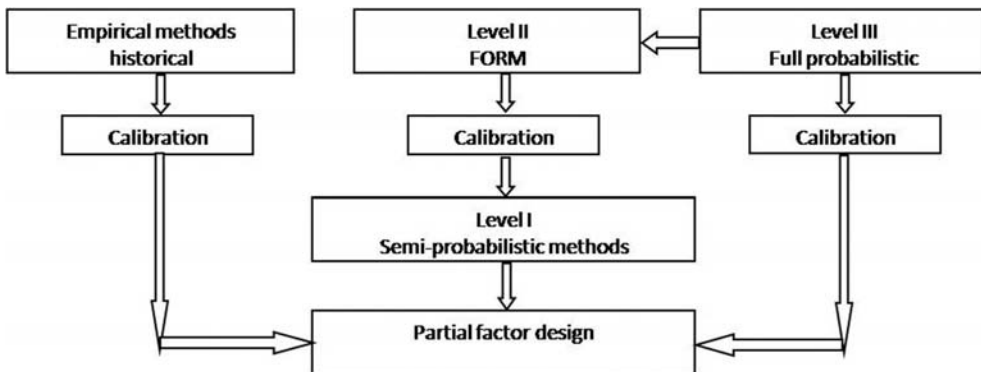 Empirical methods
historical
Level II
FORM
Level III
Full probabilistic
Calibration
Calibration
Calibration
Level I
Semi-probabilistic methods
Partial factor design